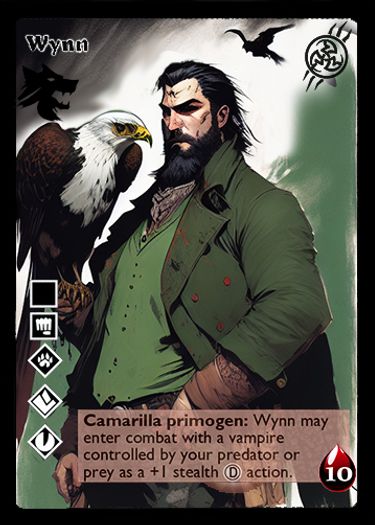 Wynn
Camarilla primogen: Wynn may
enter combat with a vampire
controlled by your predator or
prey as a +1 stealth Ⓓ action.
10